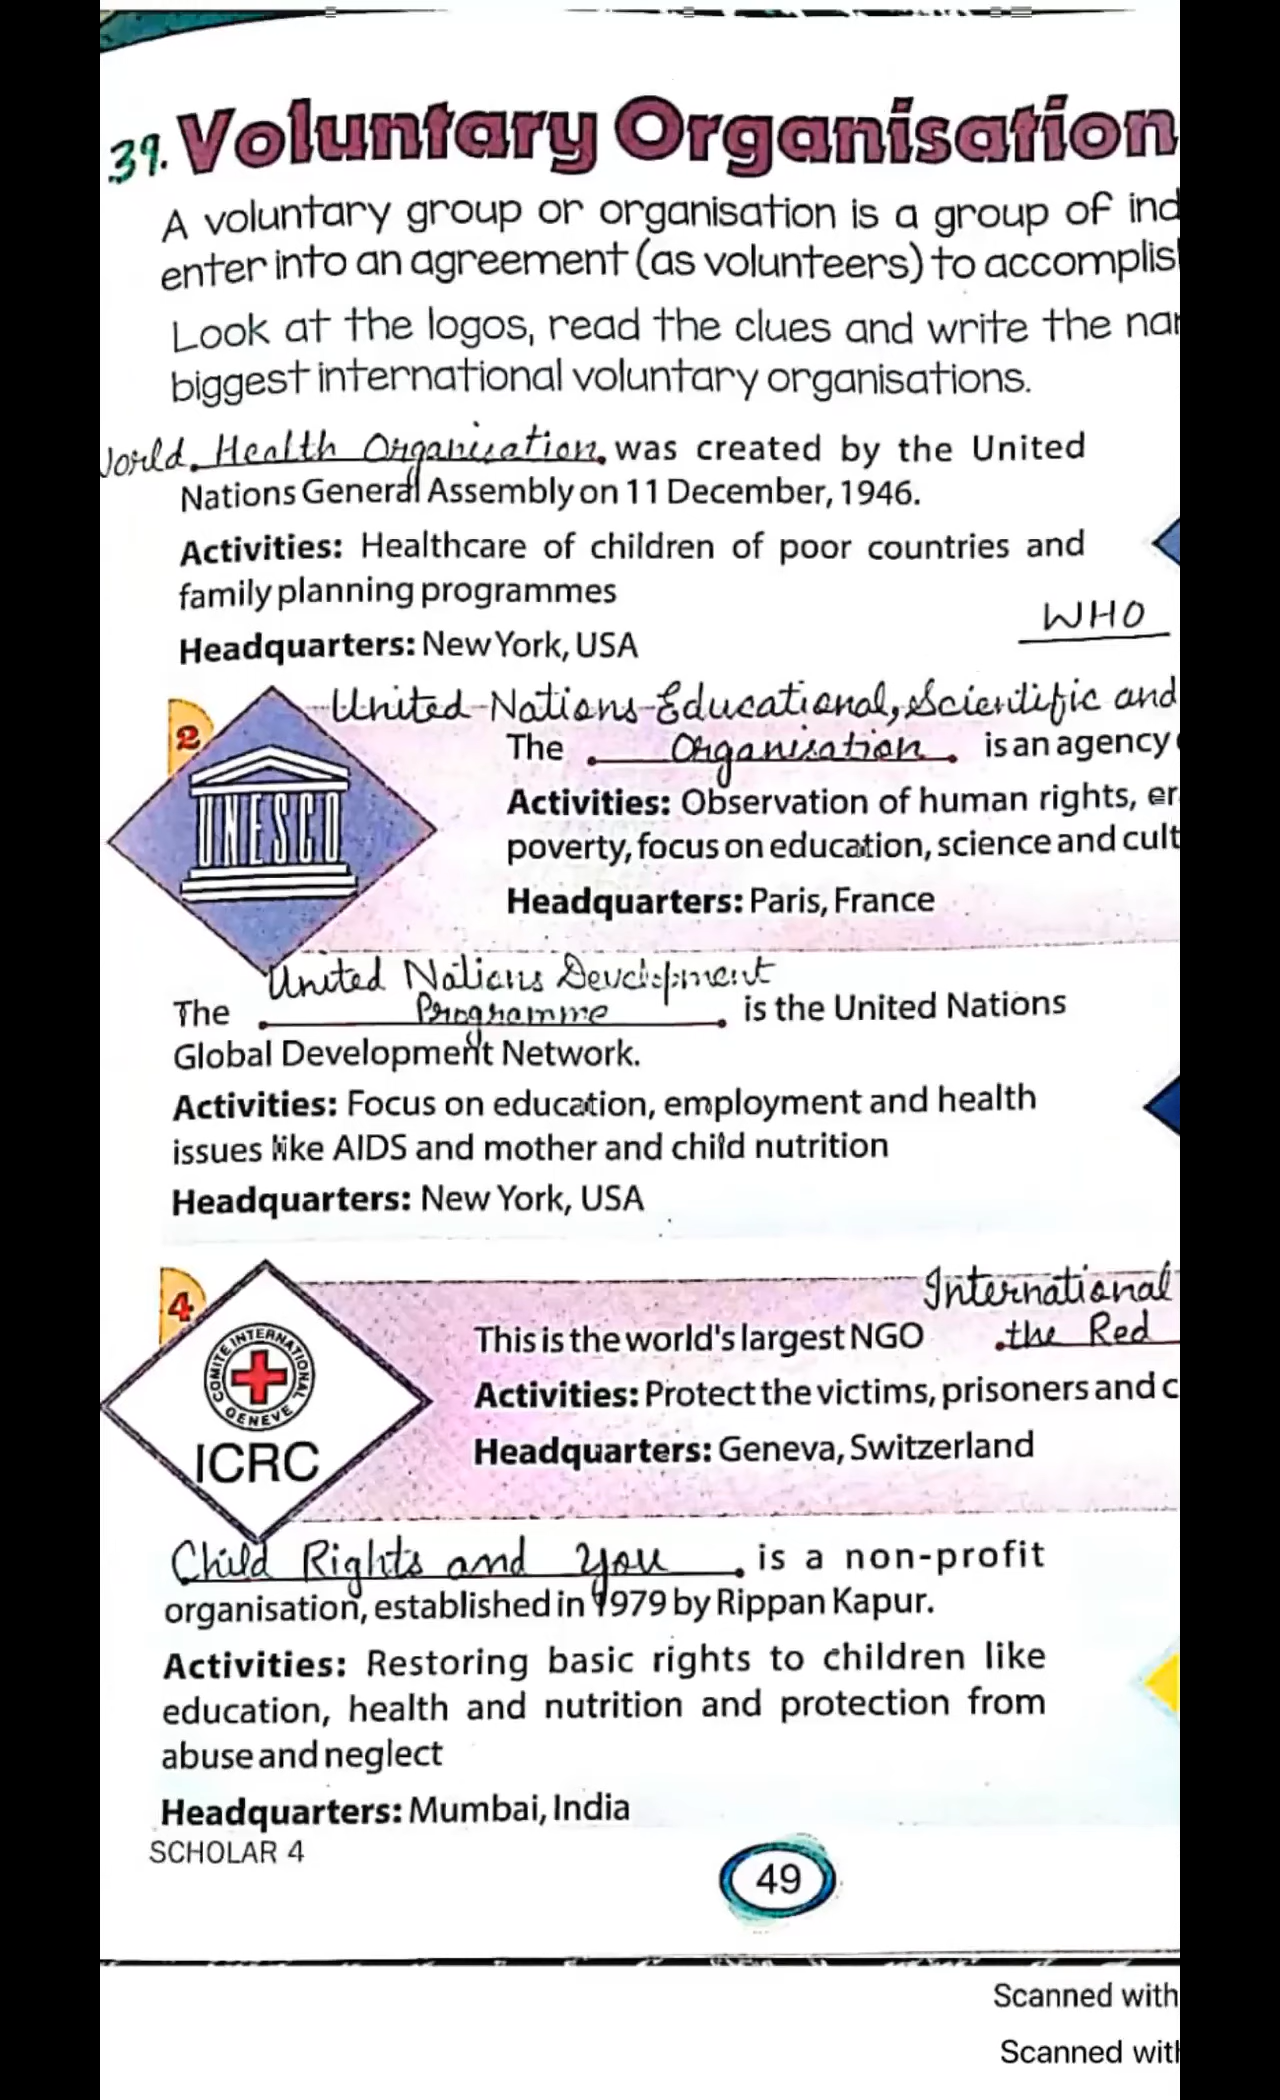 39. Voluntary Organisation
A voluntary group or organisation is a group of ind
enter into an agreement (as volunteers) to accomplis
Look at the logos, read the clues and write the nar
biggest international voluntary organisations.
World Health Organisation was created by the United
Nations General Assembly on 11 December, 1946.
Activities: Healthcare of children of poor countries and
family planning programmes
WHO
Headquarters: New York, USA
2
United Nations Educational, Scientific and
The Organisation is an agency
UNESCO
Activities: Observation of human rights, er
poverty, focus on education, science and cult
Headquarters: Paris, France
United Nations Development
The Programme is the United Nations
Global Development Network.
Activities: Focus on education, employment and health
issues like AIDS and mother and child nutrition
Headquarters: New York, USA
4
International
This is the world's largest NGO the Red
COMITE INTERNATIONAL
GENEVE
ICRC
Activities: Protect the victims, prisoners and c
Headquarters: Geneva, Switzerland
Child Rights and You is a non-profit
organisation, established in 1979 by Rippan Kapur.
Activities: Restoring basic rights to children like
education, health and nutrition and protection from
abuse and neglect
Headquarters: Mumbai, India
SCHOLAR 4
49
Scanned with
Scanned with